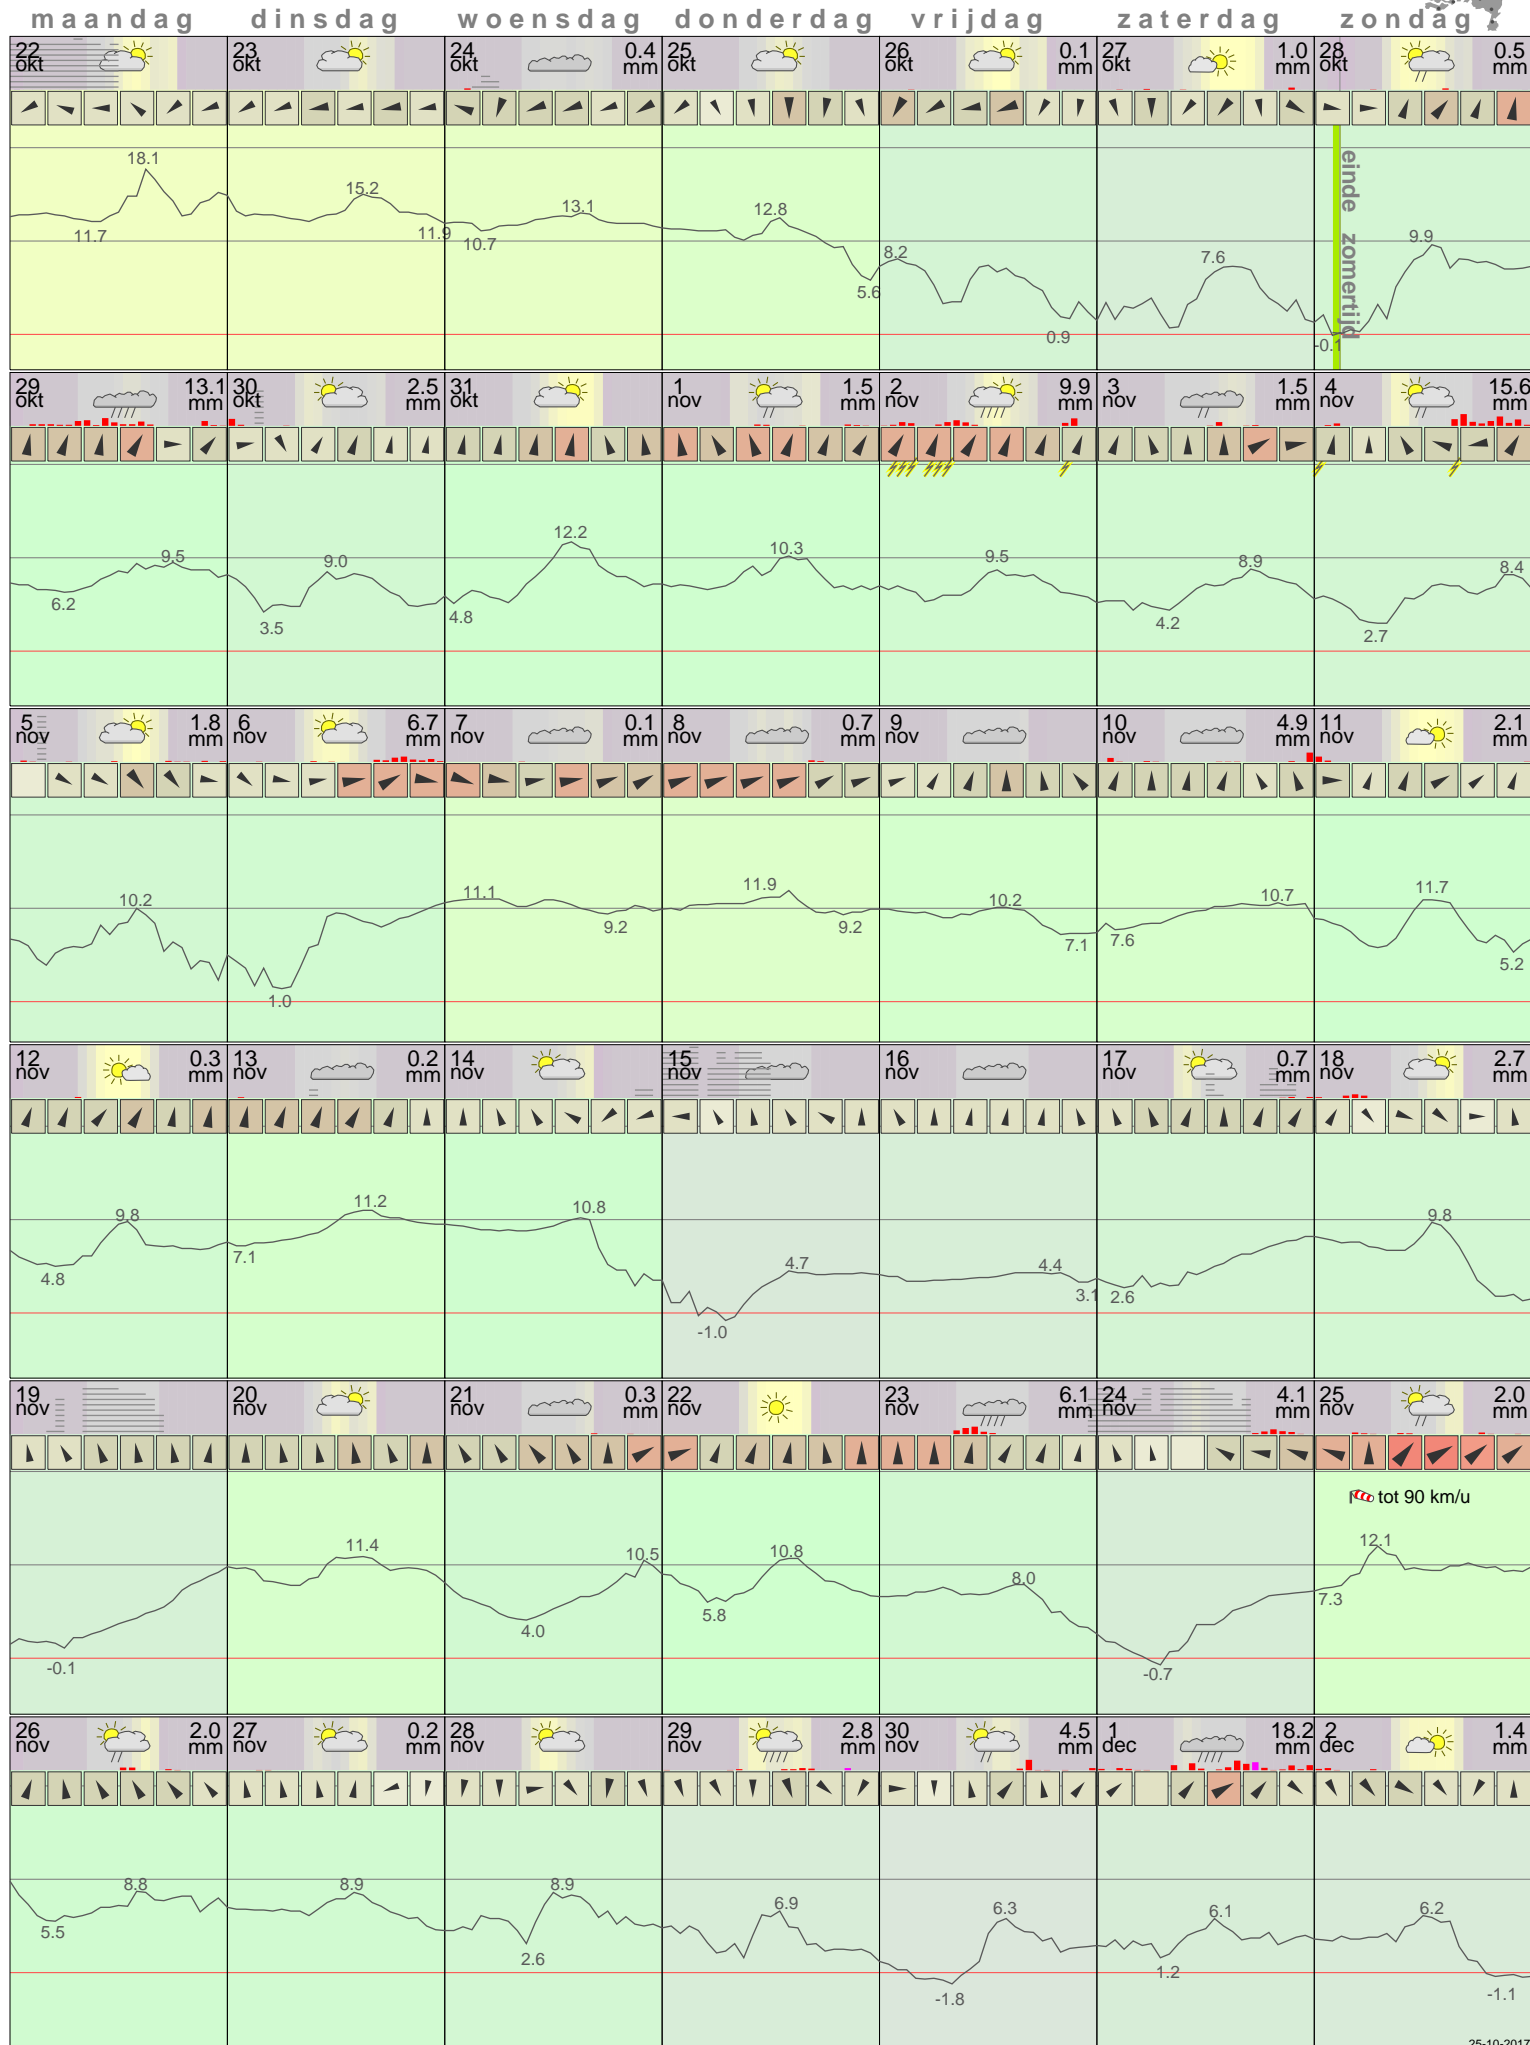 maandag dinsdag woensdag donderdag vrijdag zaterdag zondag
22 23 24 0.4 25 26 0.1 27 1.0 28 0.5
okt okt okt mm okt okt mm okt mm okt mm
18.1 15.2 13.1 12.8 8.2 7.6 9.9
11.7 11.9 10.7 5.6 0.9 -0.1
einde zomertijd
29 13.1 30 2.5 31 1 1.5 2 9.9 3 1.5 4 15.6
okt mm okt mm okt nov mm nov mm nov mm nov mm
9.5 9.0 12.2 10.3 9.5 8.9 8.4
6.2 3.5 4.8 4.2 2.7
5 1.8 6 6.7 7 0.1 8 0.7 9 10 4.9 11 2.1
nov mm nov mm nov mm nov mm nov nov mm nov mm
10.2 11.1 11.9 10.2 10.7 11.7
1.0 9.2 9.2 7.1 7.6 5.2
12 0.3 13 0.2 14 15 16 17 0.7 18 2.7
nov mm nov mm nov nov nov nov mm nov mm
9.8 11.2 10.8 4.7 4.4 9.8
4.8 7.1 -1.0 3.1 2.6
19 20 21 0.3 22 23 6.1 24 4.1 25 2.0
nov nov nov mm nov nov mm nov mm nov mm
tot 90 km/u
11.4 10.5 10.8 8.0 12.1
-0.1 4.0 5.8 -0.7 7.3
26 2.0 27 0.2 28 29 2.8 30 4.5 1 18.2 2 1.4
nov mm nov mm nov nov mm nov mm dec mm dec mm
8.8 8.9 8.9 6.9 6.3 6.1 6.2
5.5 2.6 -1.8 1.2 -1.1
25-10-2017